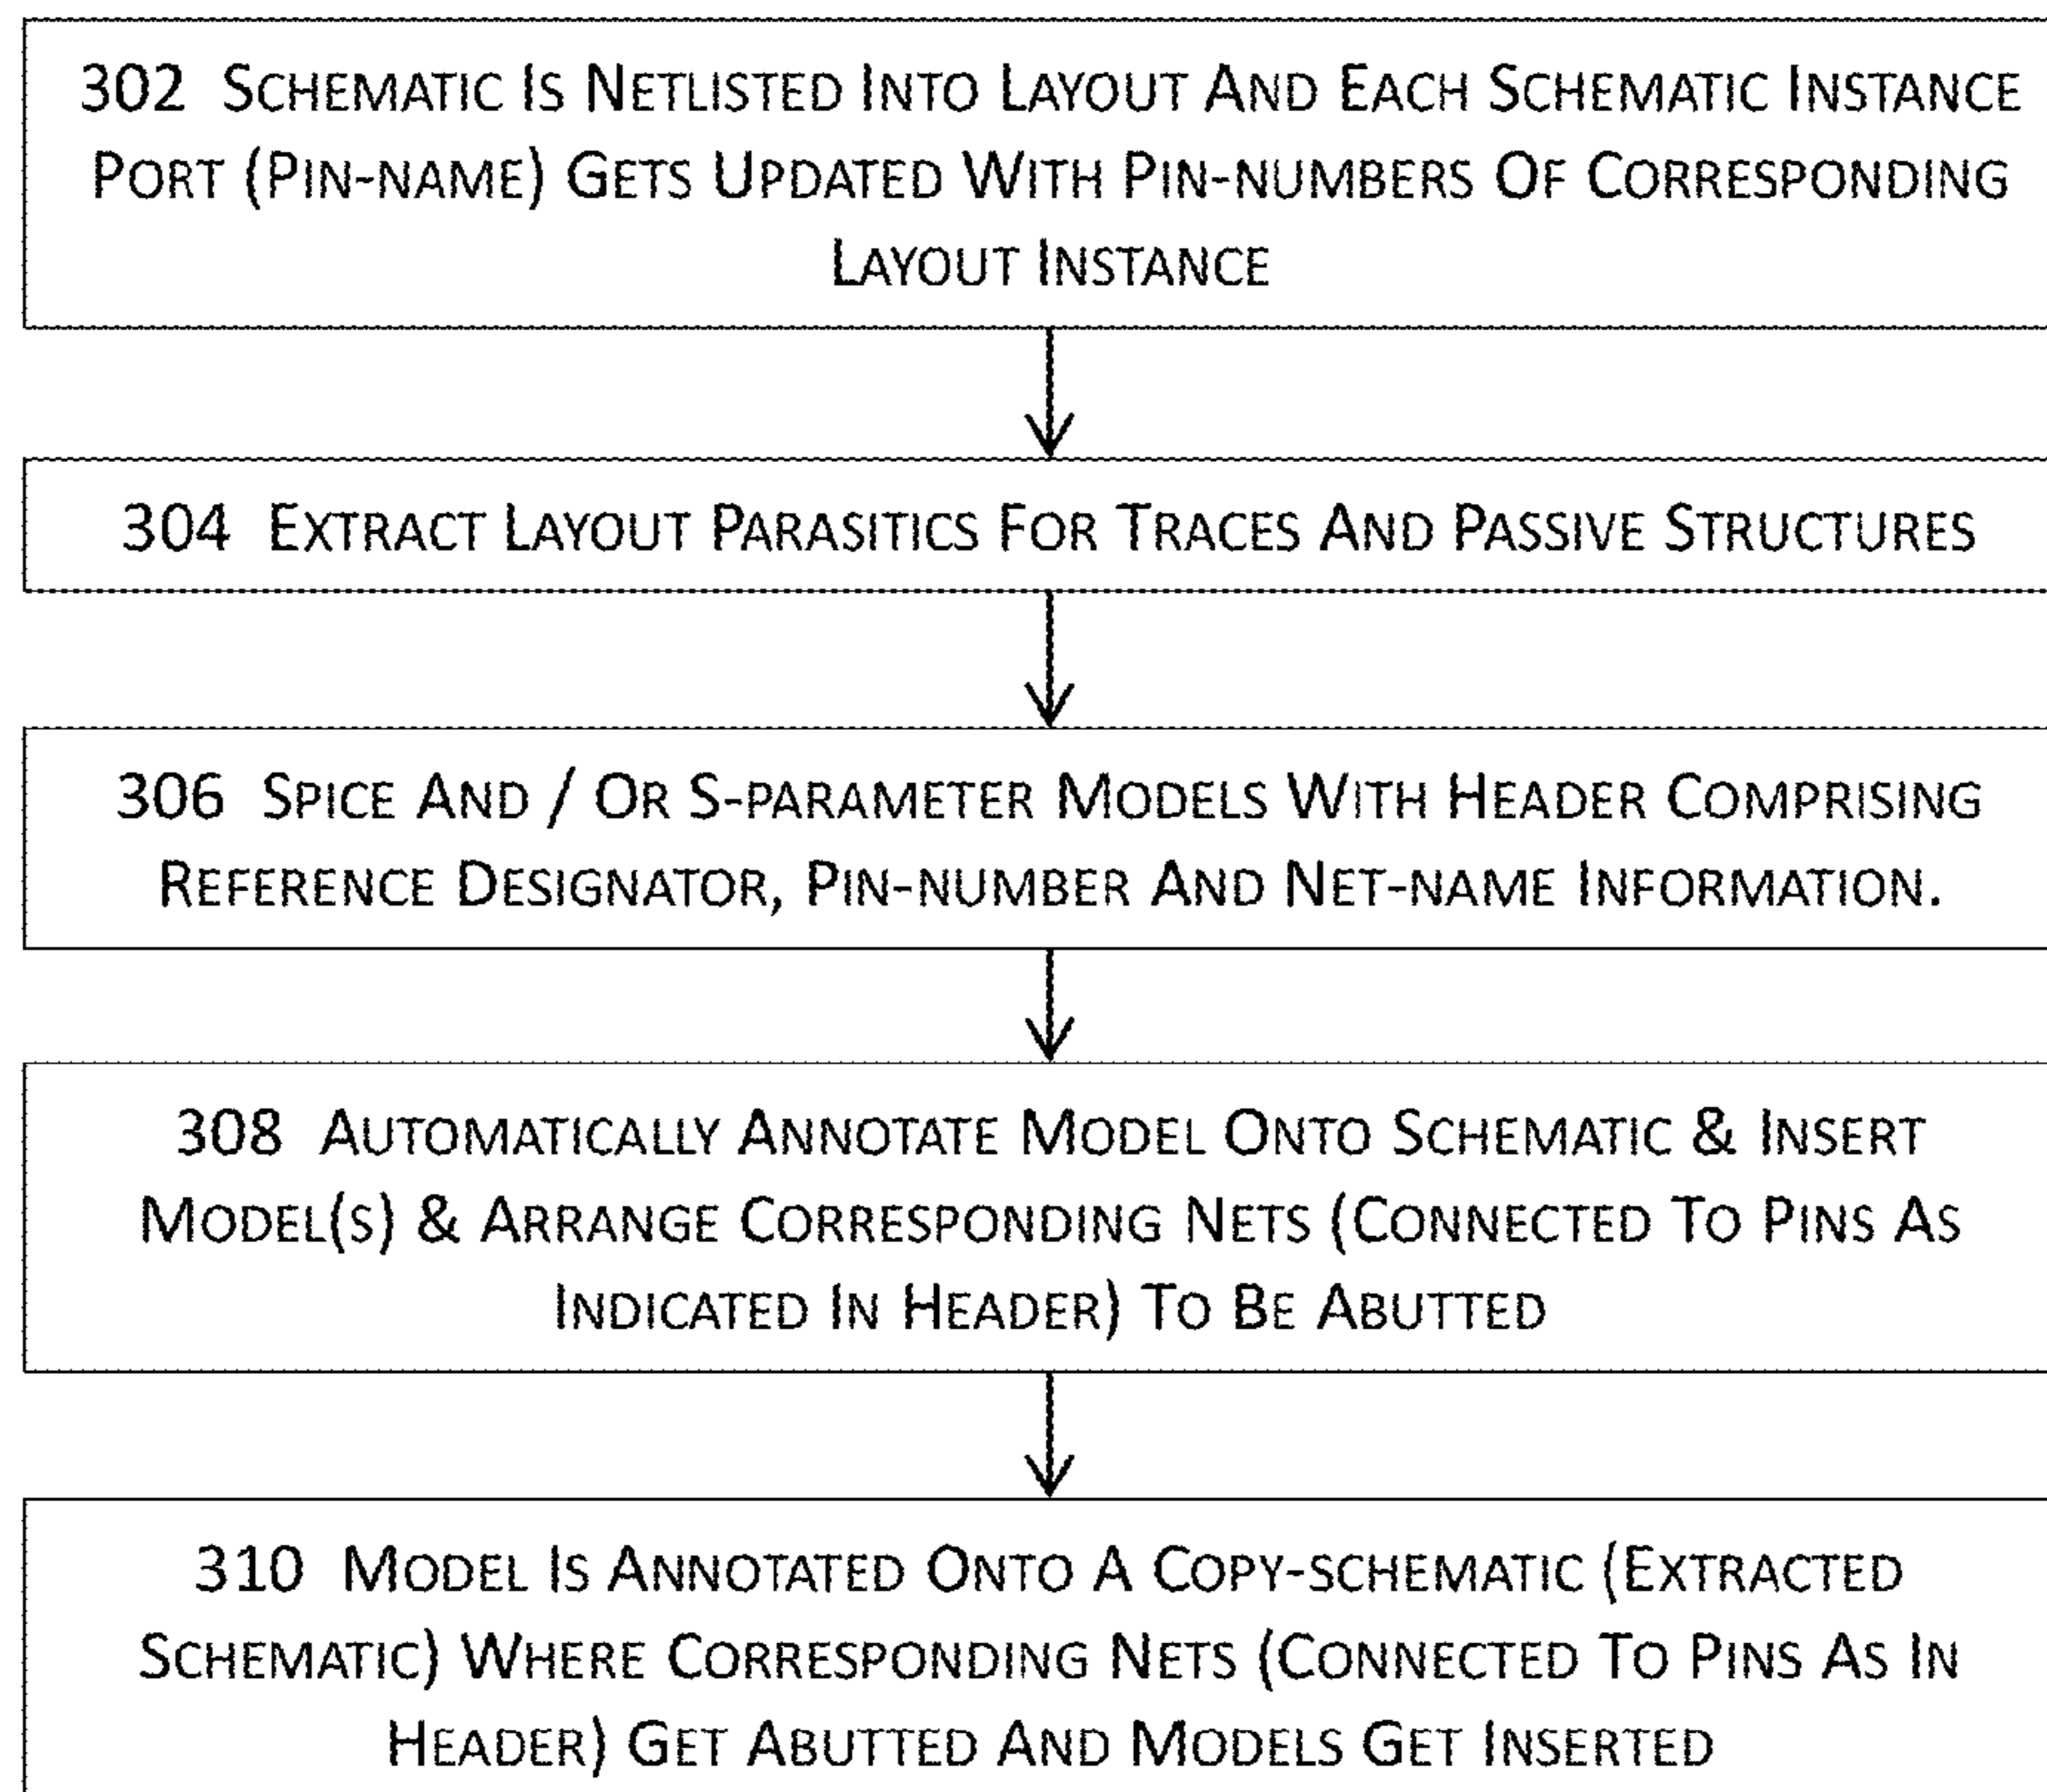 302 Schematic Is Netlisted Into Layout And Each Schematic Instance
Port (Pin-name) Gets Updated With Pin-numbers Of Corresponding
Layout Instance
304 Extract Layout Parasitics For Traces And Passive Structures
306 Spice And / Or S-parameter Models With Header Comprising
Reference Designator, Pin-number And Net-name Information.
308 Automatically Annotate Model Onto Schematic & Insert
Model(s) & Arrange Corresponding Nets (Connected To Pins As
Indicated In Header) To Be Abutted
310 Model Is Annotated Onto A Copy-schematic (Extracted
Schematic) Where Corresponding Nets (Connected To Pins As In
Header) Get Abutted And Models Get Inserted